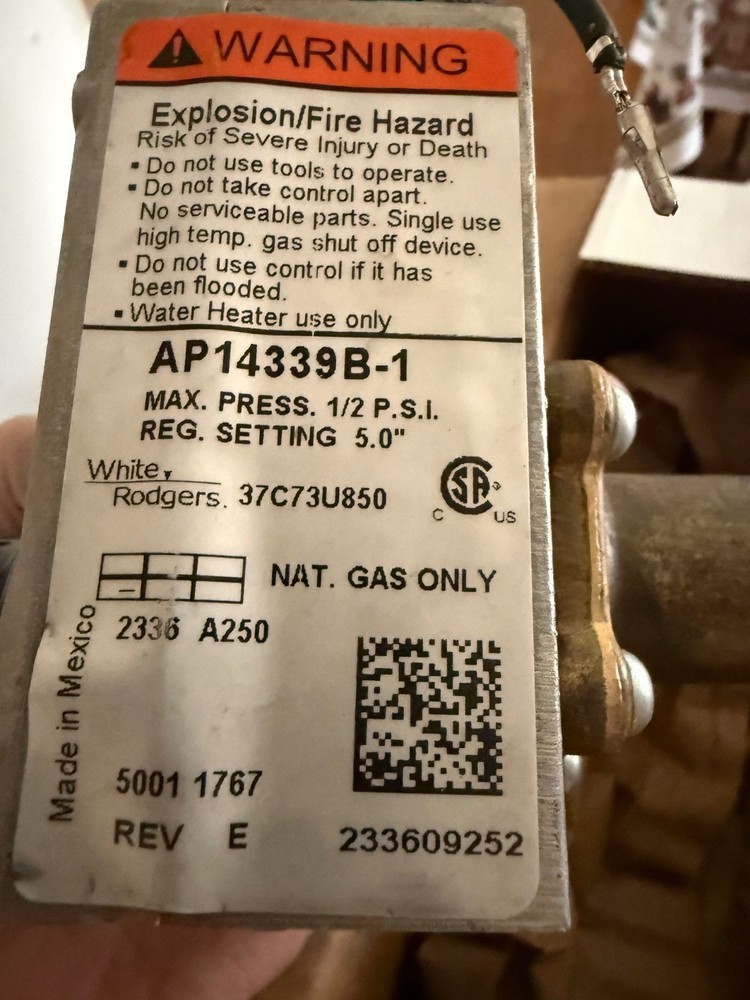 WARNING
Explosion/Fire Hazard
Risk of Severe Injury or Death
▪ Do not use tools to operate.
▪ Do not take control apart.
No serviceable parts. Single use
high temp. gas shut off device.
▪ Do not use control if it has
been flooded.
▪ Water Heater use only
AP14339B-1
MAX. PRESS. 1/2 P.S.I.
REG. SETTING 5.0"
White
Rodgers. 37C73U850
CSA
C US
NAT. GAS ONLY
2336 A250
Made in Mexico
5001 1767
REV E
233609252